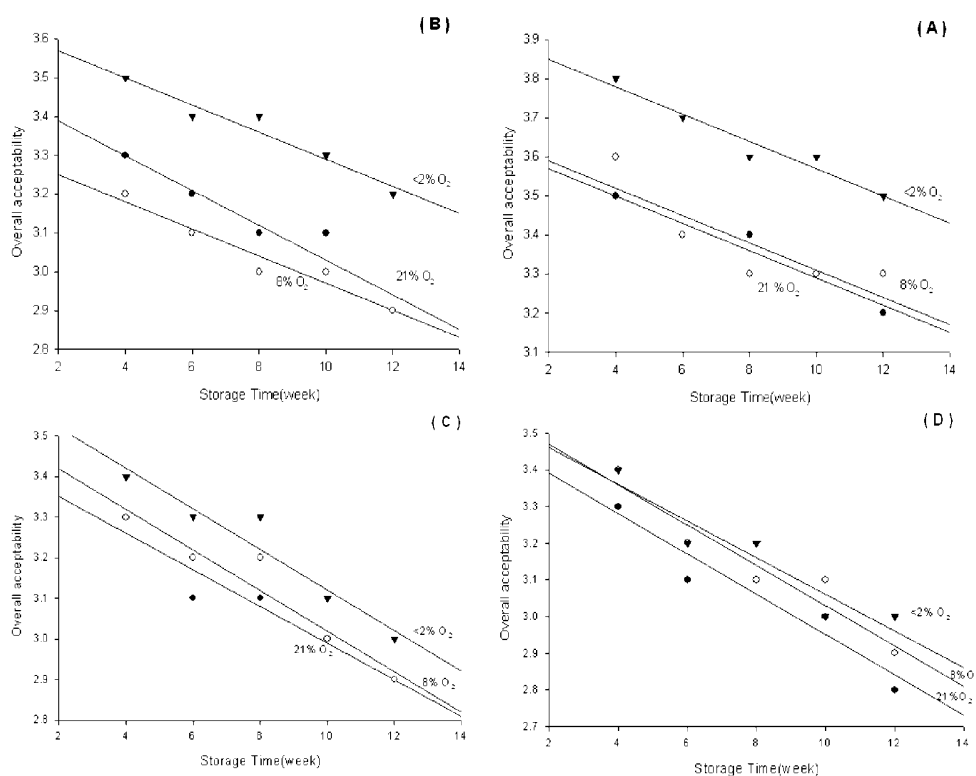 (B)
3.6
3.5
3.4
3.3
3.2
3.1
3.0
2.9
2.8
Overall acceptability
<2% O2
21% O2
8% O2
2 4 6 8 10 12 14
Storage Time(week)
(A)
3.9
3.8
3.7
3.6
3.5
3.4
3.3
3.2
3.1
Overall acceptability
<2% O2
8% O2
21 % O2
2 4 6 8 10 12 14
Storage Time(week)
(C)
3.5
3.4
3.3
3.2
3.1
3.0
2.9
2.8
Overall acceptability
<2% O2
21% O2
8% O2
2 4 6 8 10 12 14
Storage Time(week)
(D)
3.5
3.4
3.3
3.2
3.1
3.0
2.9
2.8
2.7
Overall acceptability
<2% O2
8% O
21%O2
2 4 6 8 10 12 14
Storage Time(week)